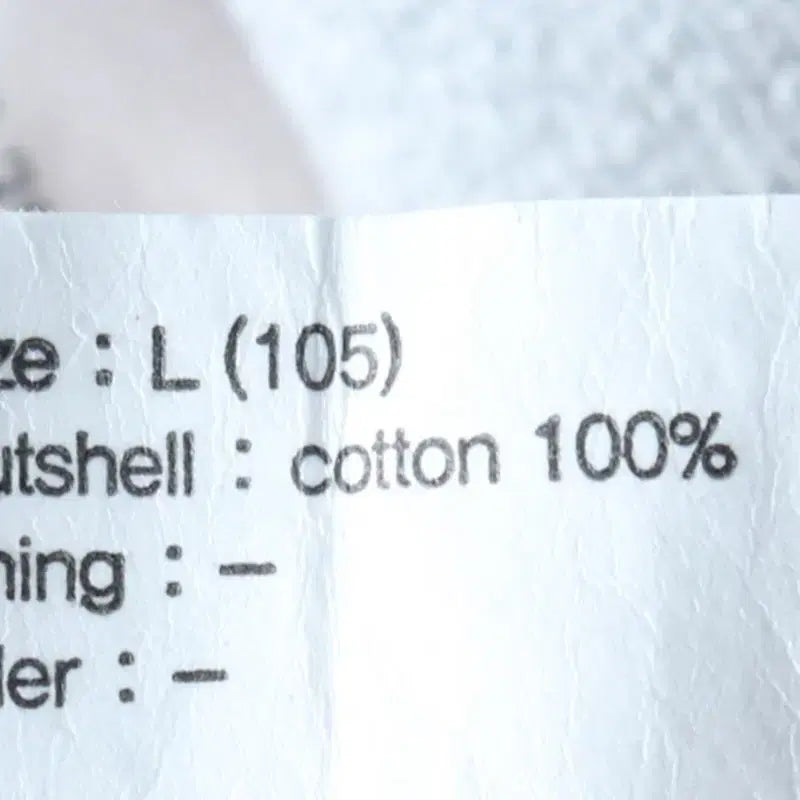 ze : L (105)
utshell : cotton 100%
ning : –
ler : –